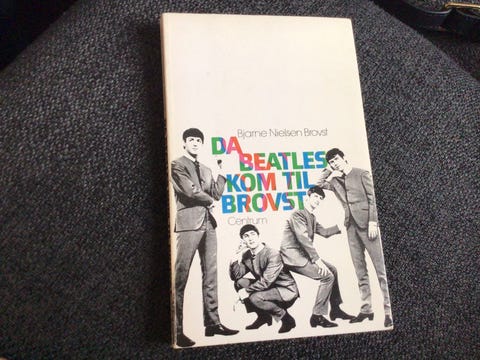 Bjarne Nielsen Brovst
DA
BEATLES
KOM TIL
BROVST
Centrum